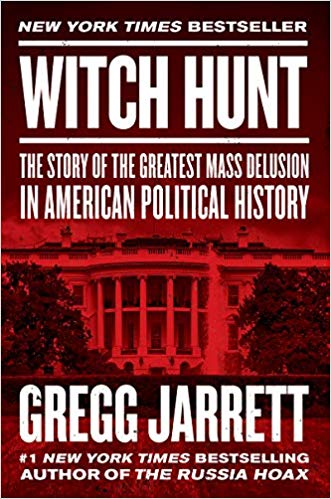 NEW YORK TIMES BESTSELLER
WITCH HUNT
THE STORY OF THE GREATEST MASS DELUSION
IN AMERICAN POLITICAL HISTORY
GREGG JARRETT
#1 NEW YORK TIMES BESTSELLING
AUTHOR OF THE RUSSIA HOAX